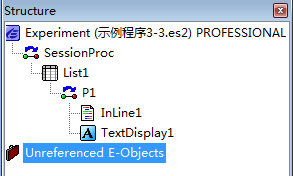 Structure
Experiment (示例程序3-3.es2) PROFESSIONAL
SessionProc
List1
P1
InLine1
TextDisplay1
Unreferenced E-Objects